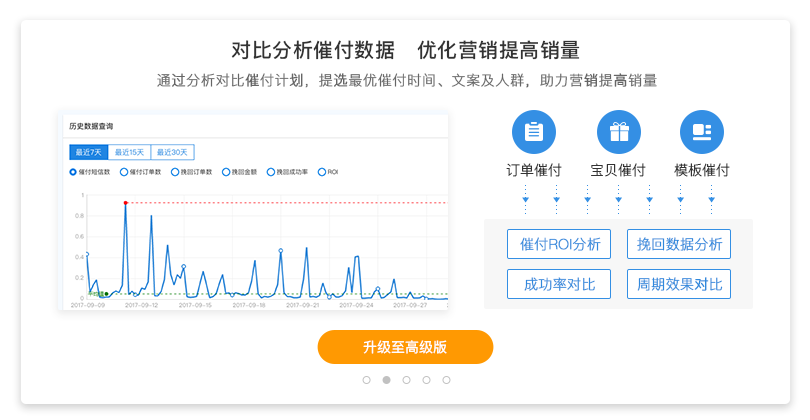 对比分析催付数据 优化营销提高销量
通过分析对比催付计划，提选最优催付时间、文案及人群，助力营销提高销量
历史数据查询
最近7天 最近15天 最近30天
催付短信数 催付订单数 挽回订单数 挽回金额 挽回成功率 ROI
1
0.8
0.6
0.4
0.2
0
2017-09-09 2017-09-12 2017-09-15 2017-09-18 2017-09-21 2017-09-24 2017-09-27
订单催付 宝贝催付 模板催付
催付ROI分析 挽回数据分析
成功率对比 周期效果对比
升级至高级版